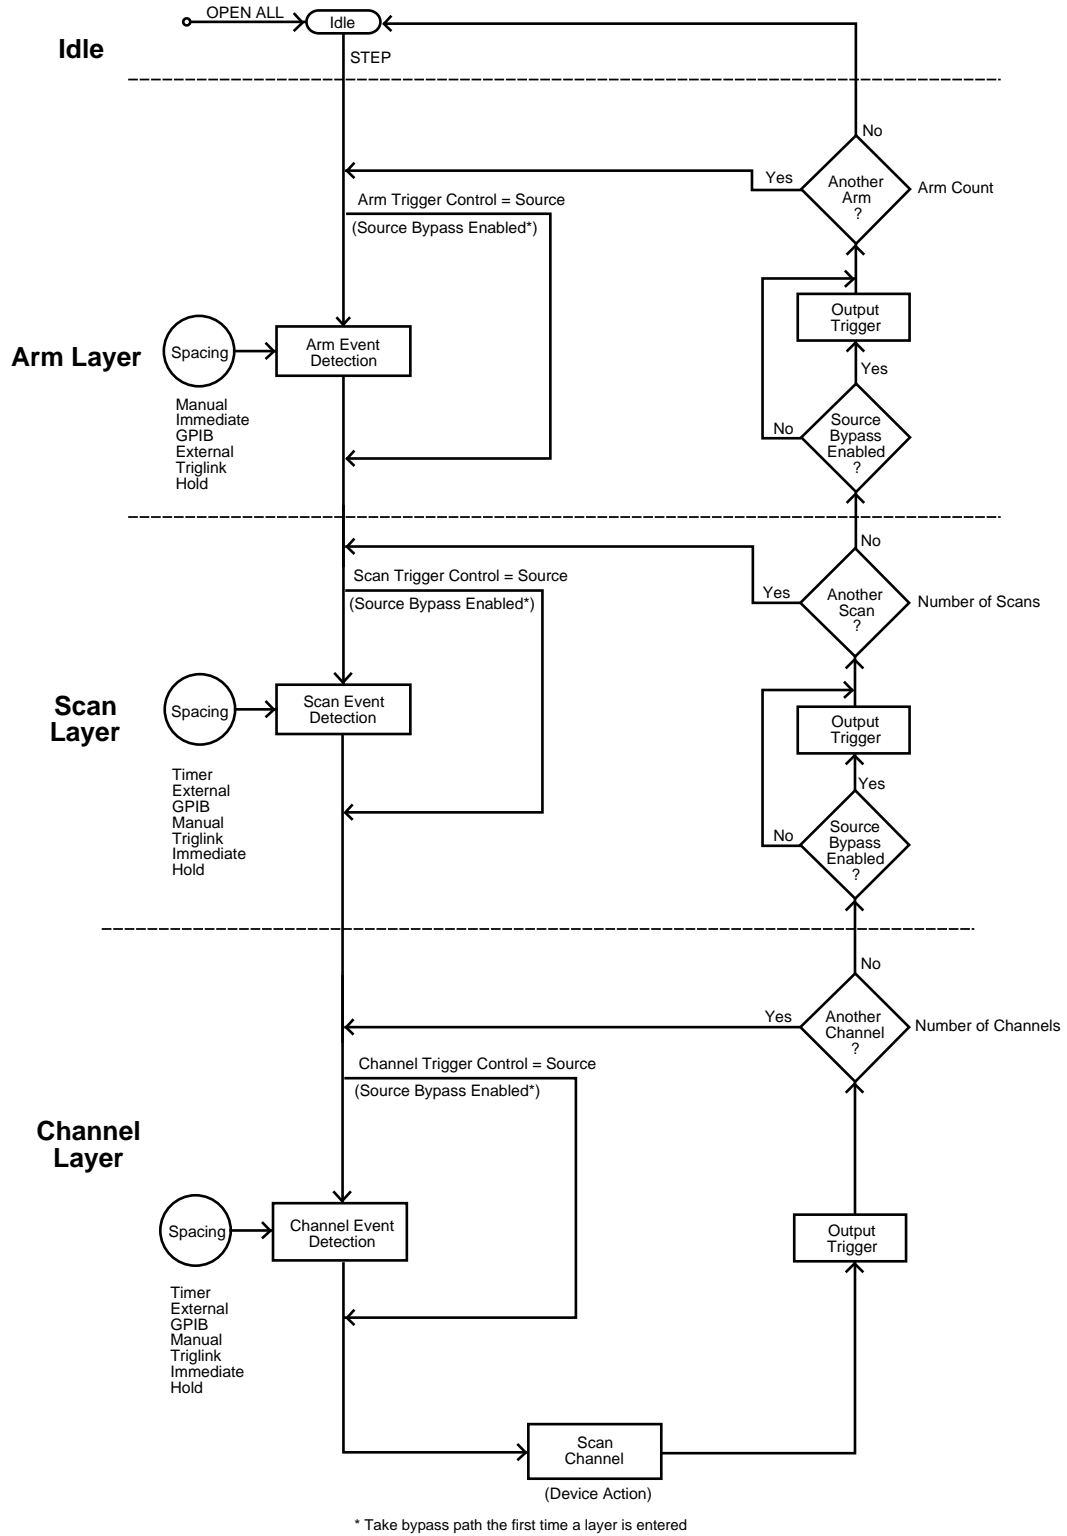 OPEN ALL
Idle
Idle
STEP
No
Yes
Another
Arm
?
Arm Count
Arm Trigger Control = Source
(Source Bypass Enabled*)
Output
Trigger
Arm Layer
Spacing
Arm Event
Detection
Yes
Manual
Immediate
GPIB
External
Triglink
Hold
No
Source
Bypass
Enabled
?
No
Scan Trigger Control = Source
(Source Bypass Enabled*)
Yes
Another
Scan
?
Number of Scans
Scan
Layer
Spacing
Scan Event
Detection
Output
Trigger
Yes
Timer
External
GPIB
Manual
Triglink
Immediate
Hold
No
Source
Bypass
Enabled
?
No
Yes
Another
Channel
?
Number of Channels
Channel Trigger Control = Source
(Source Bypass Enabled*)
Channel
Layer
Spacing
Channel Event
Detection
Output
Trigger
Timer
External
GPIB
Manual
Triglink
Immediate
Hold
Scan
Channel
(Device Action)
* Take bypass path the first time a layer is entered